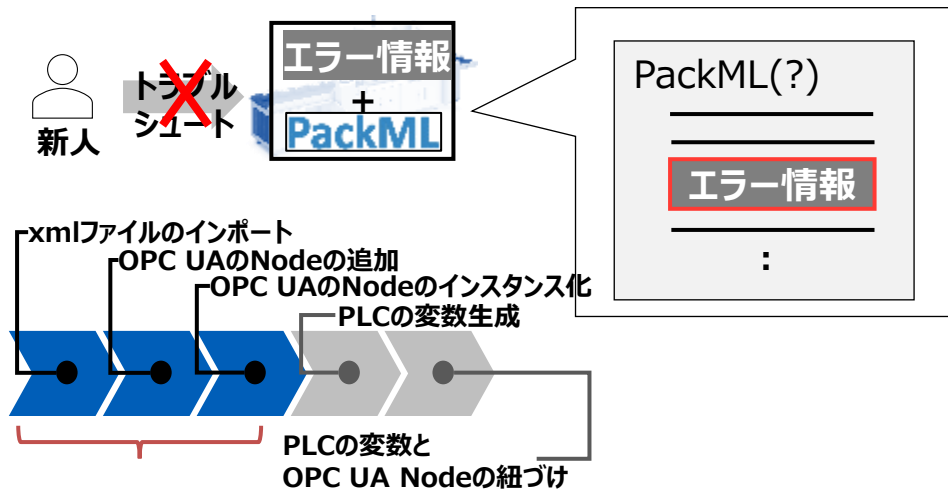 新人
トラブル
シュート
エラー情報
+
PackML
PackML(?)
エラー情報
:
xmlファイルのインポート
OPC UAのNodeの追加
OPC UAのNodeのインスタンス化
PLCの変数生成
PLCの変数と
OPC UA Nodeの紐づけ